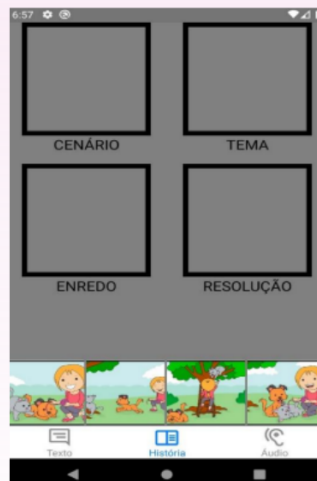 6:57
CENÁRIO TEMA
ENREDO RESOLUÇÃO
Texto História Áudio